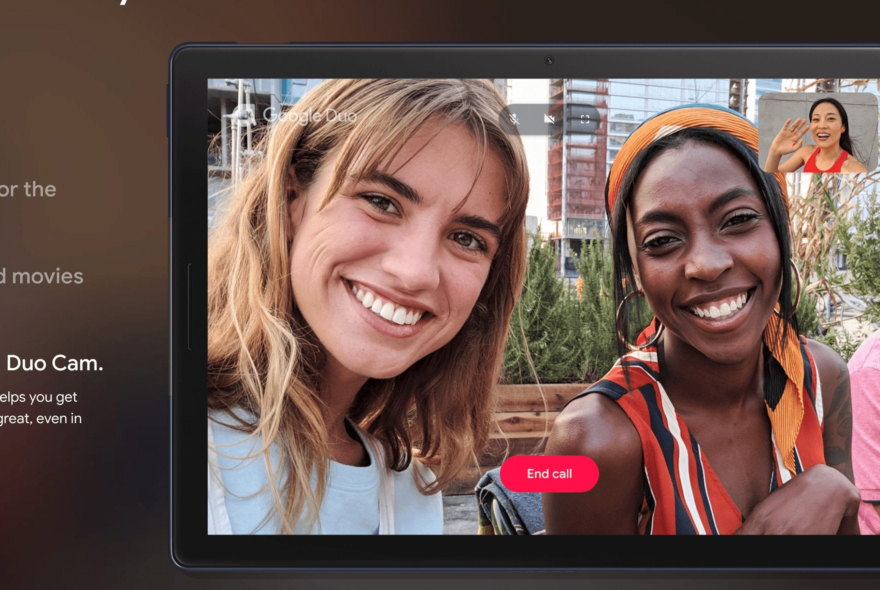 or the
d movies
Duo Cam.
elps you get
great, even in
Google Duo
End call